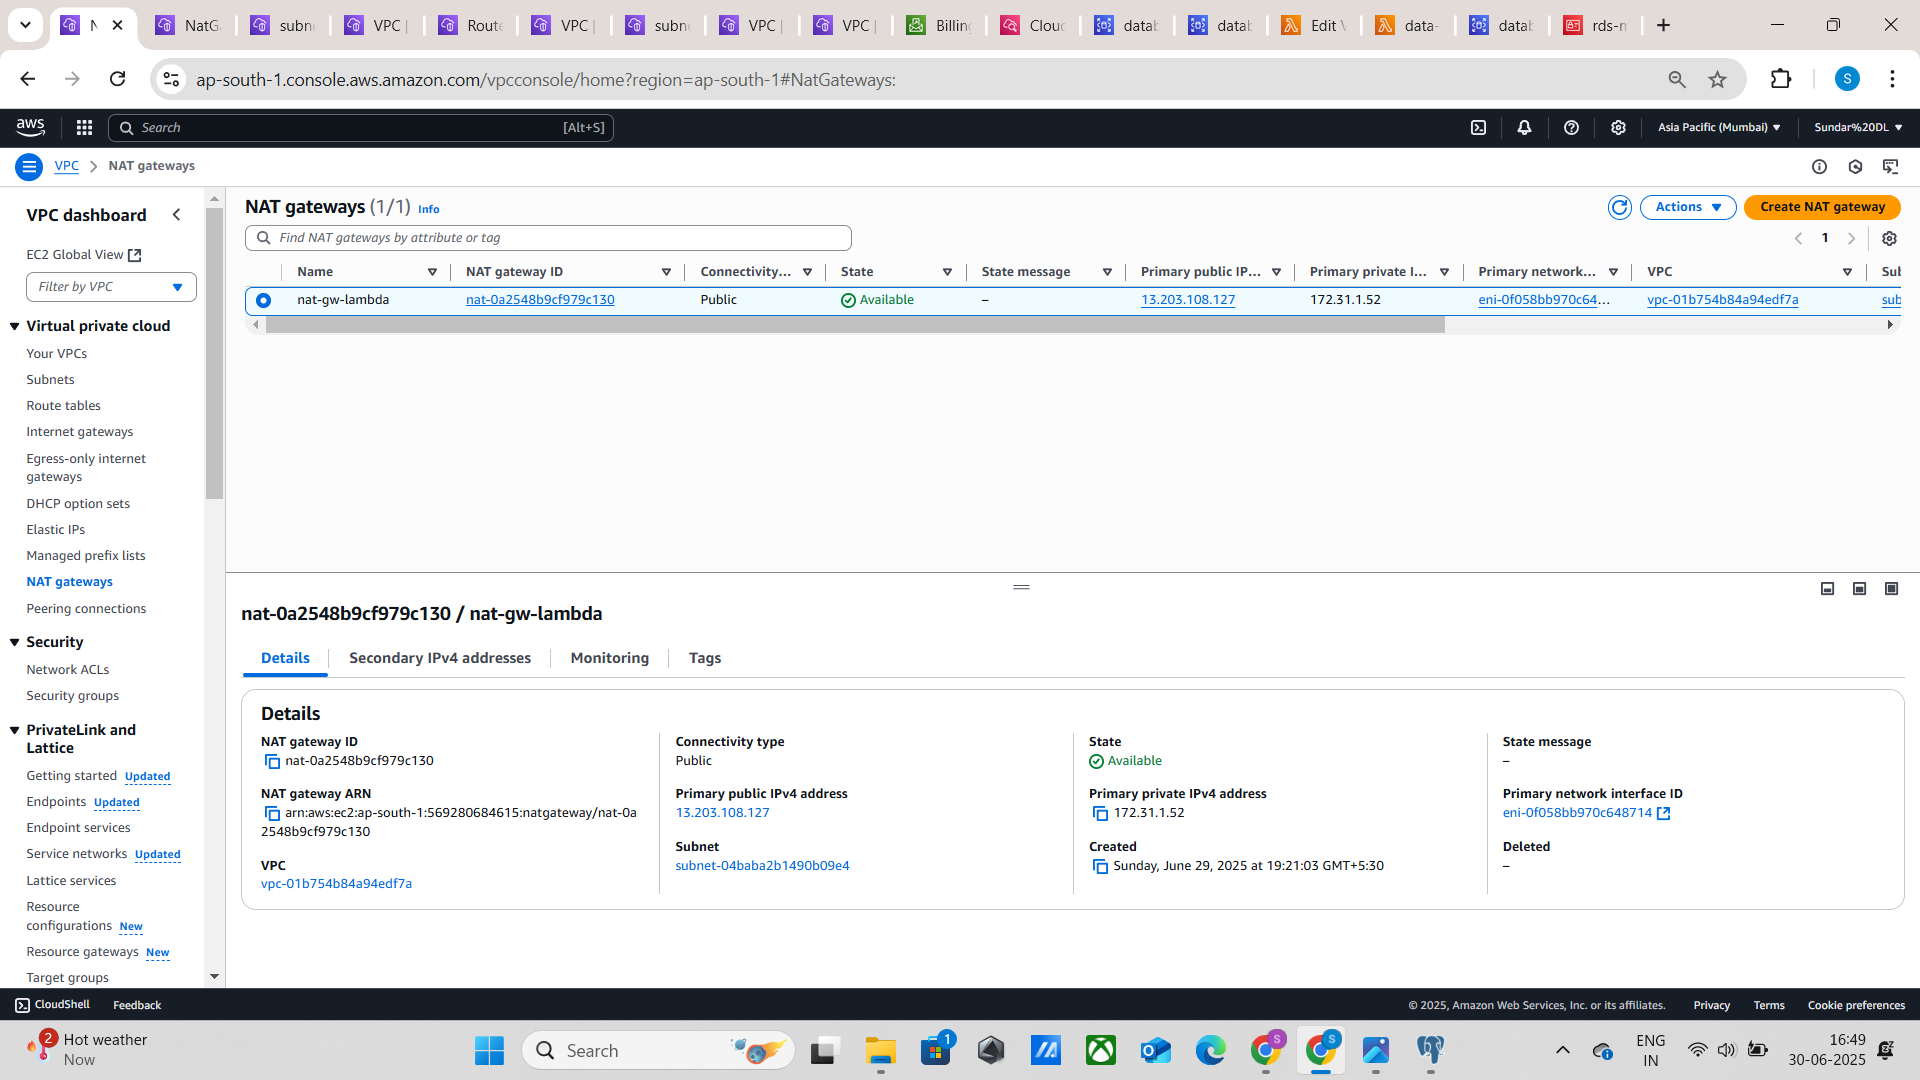 N
NatG
subne
VPC |
Route
VPC |
subne
VPC |
VPC |
Billing
Cloud
datab
datab
Edit V
data-
datab
rds-m
ap-south-1.console.aws.amazon.com/vpcconsole/home?region=ap-south-1#NatGateways:
S
aws
Search
[Alt+S]
Asia Pacific (Mumbai)
Sundar%20DL
VPC
NAT gateways
VPC dashboard
EC2 Global View
Filter by VPC
Virtual private cloud
Your VPCs
Subnets
Route tables
Internet gateways
Egress-only internet
gateways
DHCP option sets
Elastic IPs
Managed prefix lists
NAT gateways
Peering connections
Security
Network ACLs
Security groups
PrivateLink and
Lattice
Getting started Updated
Endpoints Updated
Endpoint services
Service networks Updated
Lattice services
Resource
configurations New
Resource gateways New
Target groups
NAT gateways (1/1) Info
Actions
Create NAT gateway
Find NAT gateways by attribute or tag
1
Name NAT gateway ID Connectivity... State State message Primary public IP... Primary private I... Primary network... VPC Sub
nat-gw-lambda nat-0a2548b9cf979c130 Public Available – 13.203.108.127 172.31.1.52 eni-0f058bb970c64... vpc-01b754b84a94edf7a sub
nat-0a2548b9cf979c130 / nat-gw-lambda
Details Secondary IPv4 addresses Monitoring Tags
Details
NAT gateway ID
nat-0a2548b9cf979c130
NAT gateway ARN
arn:aws:ec2:ap-south-1:569280684615:natgateway/nat-0a
2548b9cf979c130
VPC
vpc-01b754b84a94edf7a
Connectivity type
Public
Primary public IPv4 address
13.203.108.127
Subnet
subnet-04baba2b1490b09e4
State
Available
Primary private IPv4 address
172.31.1.52
Created
Sunday, June 29, 2025 at 19:21:03 GMT+5:30
State message
–
Primary network interface ID
eni-0f058bb970c648714
Deleted
–
CloudShell Feedback
© 2025, Amazon Web Services, Inc. or its affiliates. Privacy Terms Cookie preferences
2
Hot weather
Now
Search
1
S
S
ENG
IN
16:49
30-06-2025